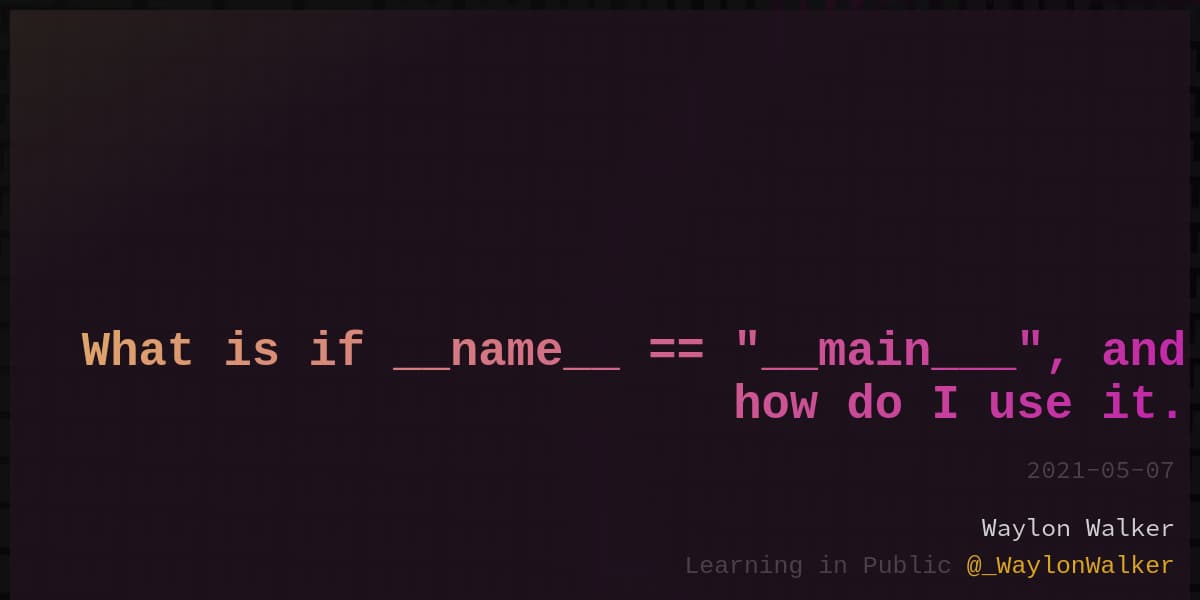 What is if __name__ == "__main___", and
how do I use it.
2021-05-07
Waylon Walker
Learning in Public @_WaylonWalker